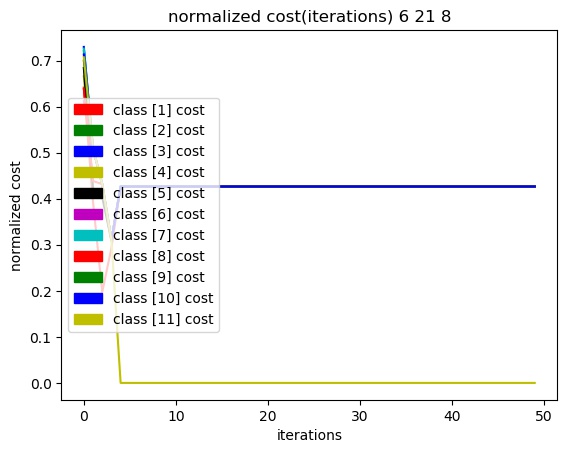 normalized cost(iterations) 6 21 8
normalized cost
0.7
0.6
0.5
0.4
0.3
0.2
0.1
0.0
class [1] cost
class [2] cost
class [3] cost
class [4] cost
class [5] cost
class [6] cost
class [7] cost
class [8] cost
class [9] cost
class [10] cost
class [11] cost
0 10 20 30 40 50
iterations